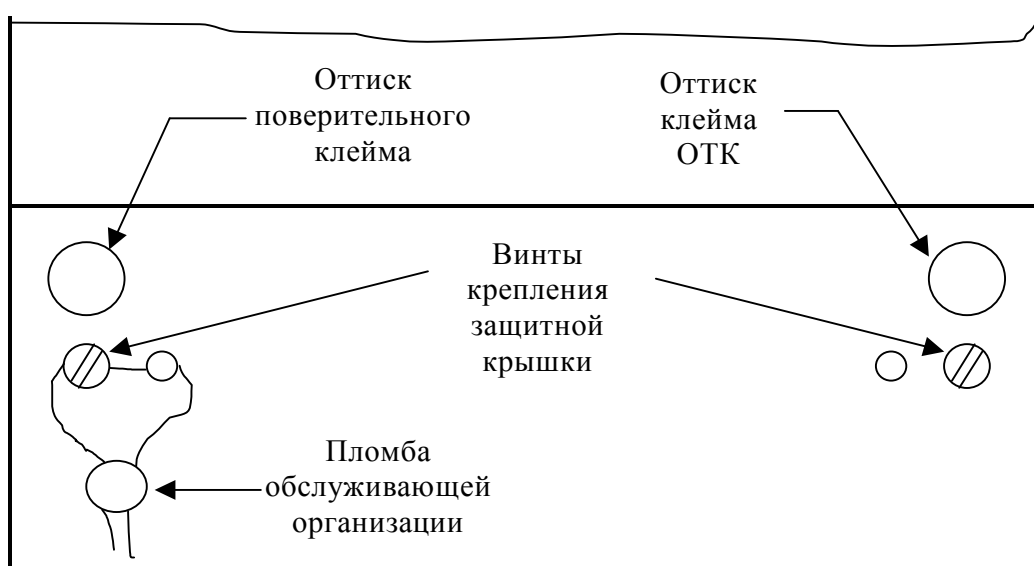 Оттиск
поверительного
клейма
Оттиск
клейма
ОТК
Винты
крепления
защитной
крышки
Пломба
обслуживающей
организации